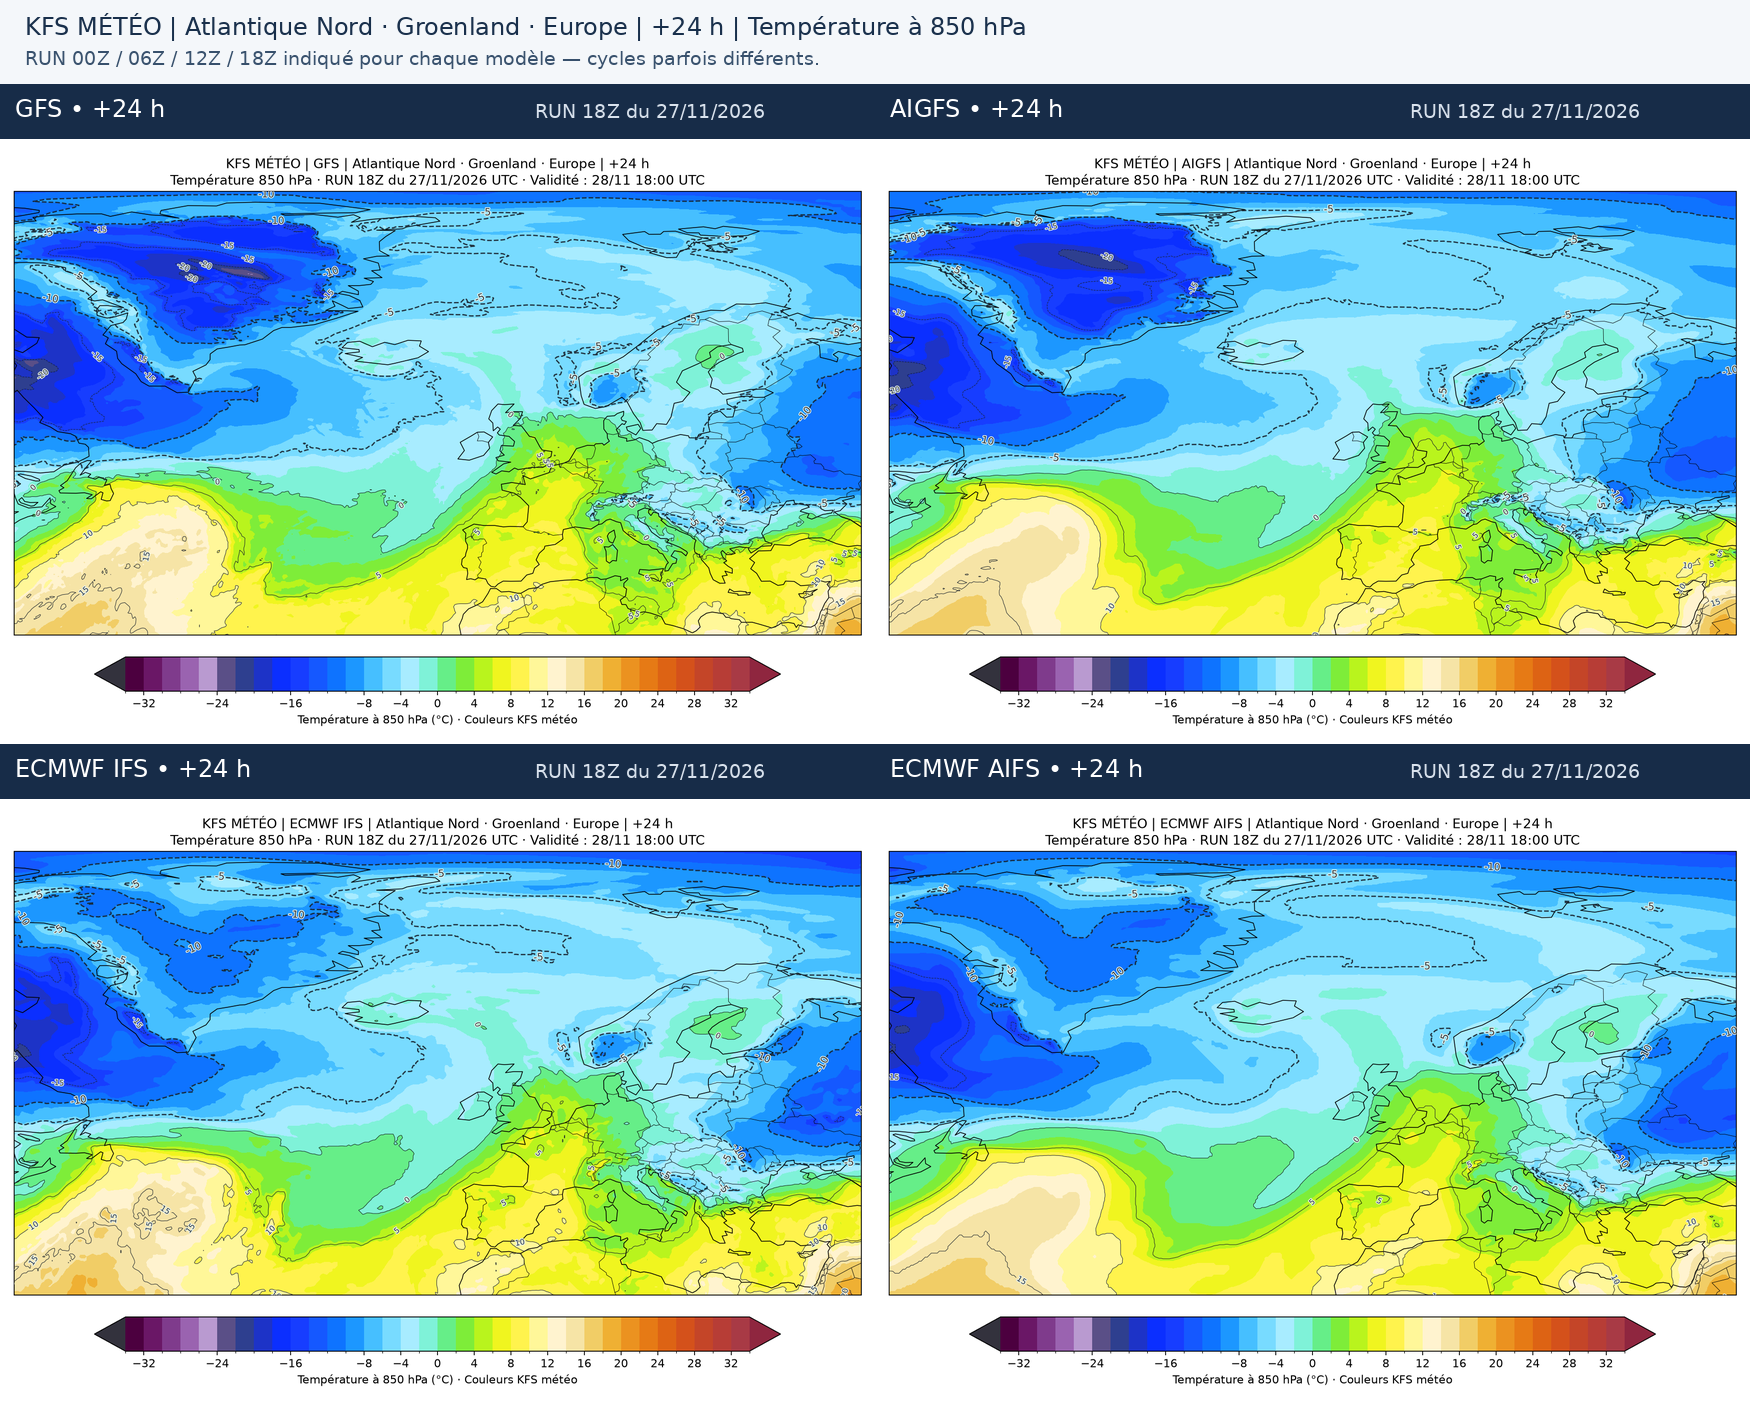 KFS MÉTÉO | Atlantique Nord · Groenland · Europe | +24 h | Température à 850 hPa
RUN 00Z / 06Z / 12Z / 18Z indiqué pour chaque modèle — cycles parfois différents.
GFS • +24 h
RUN 18Z du 27/11/2026
AIGFS • +24 h
RUN 18Z du 27/11/2026
KFS MÉTÉO | GFS | Atlantique Nord · Groenland · Europe | +24 h
Température 850 hPa · RUN 18Z du 27/11/2026 UTC · Validité : 28/11 18:00 UTC
KFS MÉTÉO | AIGFS | Atlantique Nord · Groenland · Europe | +24 h
Température 850 hPa · RUN 18Z du 27/11/2026 UTC · Validité : 28/11 18:00 UTC
−32 −24 −16 −8 −4 0 4 8 12 16 20 24 28 32
Température à 850 hPa (°C) · Couleurs KFS météo
−32 −24 −16 −8 −4 0 4 8 12 16 20 24 28 32
Température à 850 hPa (°C) · Couleurs KFS météo
ECMWF IFS • +24 h
RUN 18Z du 27/11/2026
ECMWF AIFS • +24 h
RUN 18Z du 27/11/2026
KFS MÉTÉO | ECMWF IFS | Atlantique Nord · Groenland · Europe | +24 h
Température 850 hPa · RUN 18Z du 27/11/2026 UTC · Validité : 28/11 18:00 UTC
KFS MÉTÉO | ECMWF AIFS | Atlantique Nord · Groenland · Europe | +24 h
Température 850 hPa · RUN 18Z du 27/11/2026 UTC · Validité : 28/11 18:00 UTC
−32 −24 −16 −8 −4 0 4 8 12 16 20 24 28 32
Température à 850 hPa (°C) · Couleurs KFS météo
−32 −24 −16 −8 −4 0 4 8 12 16 20 24 28 32
Température à 850 hPa (°C) · Couleurs KFS météo